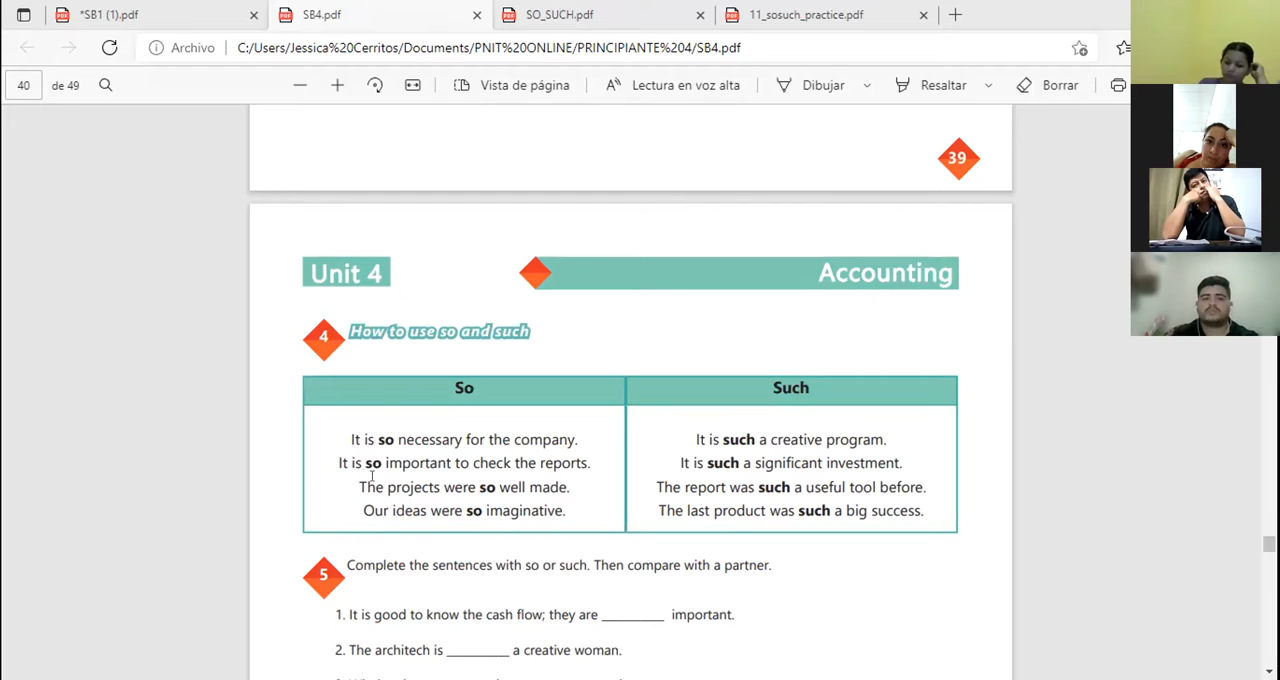 *SB1 (1).pdf
SB4.pdf
SO_SUCH.pdf
11_sosuch_practice.pdf
Archivo
C:/Users/Jessica%20Cerritos/Documents/PNIT%20ONLINE/PRINCIPIANTE%204/SB4.pdf
40 de 49
Vista de página
Lectura en voz alta
Dibujar
Resaltar
Borrar
39
Unit 4
Accounting
4 How to use so and such
So
Such
It is so necessary for the company.
It is so important to check the reports.
The projects were so well made.
Our ideas were so imaginative.
It is such a creative program.
It is such a significant investment.
The report was such a useful tool before.
The last product was such a big success.
5 Complete the sentences with so or such. Then compare with a partner.
1. It is good to know the cash flow; they are __________ important.
2. The architech is __________ a creative woman.